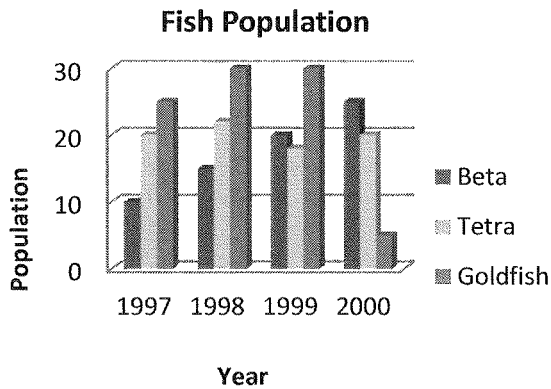 Fish Population
30
20
10
0
Population
1997 1998 1999 2000
Year
Beta
Tetra
Goldfish